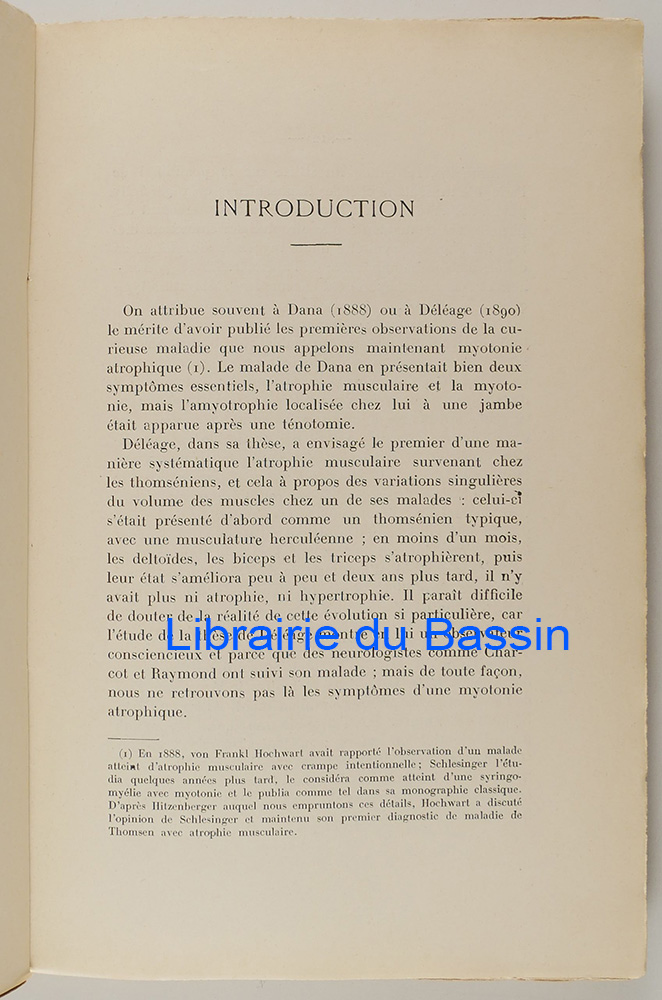 INTRODUCTION
On attribue souvent à Dana (1888) ou à Déléage (1890)
le mérite d'avoir publié les premières observations de la cu-
rieuse maladie que nous appelons maintenant myotonie
atrophique (1). Le malade de Dana en présentait bien deux
symptômes essentiels, l'atrophie musculaire et la myoto-
nie, mais l'amyotrophie localisée chez lui à une jambe
était apparue après une ténotomie.
Déléage, dans sa thèse, a envisagé le premier d'une ma-
nière systématique l'atrophie musculaire survenant chez
les thomséniens, et cela à propos des variations singulières
du volume des muscles chez un de ses malades : celui-ci
s'était présenté d'abord comme un thomsénien typique,
avec une musculature herculéenne ; en moins d'un mois,
les deltoïdes, les biceps et les triceps s'atrophièrent, puis
leur état s'améliora peu à peu et deux ans plus tard, il n'y
avait plus ni atrophie, ni hypertrophie. Il paraît difficile
de douter de la réalité de cette évolution si particulière, car
l'étude de la thèse de Déléage montre en lui un observateur
Librairie du Bassin
consciencieux et parce que des neurologistes comme Char-
cot et Raymond ont suivi son malade ; mais de toute façon,
nous ne retrouvons pas là les symptômes d'une myotonie
atrophique.
(1) En 1888, von Frankl Hochwart avait rapporté l'observation d'un malade
atteint d'atrophie musculaire avec crampe intentionnelle ; Schlesinger l'étu-
dia quelques années plus tard, le considéra comme atteint d'une syringo-
myélie avec myotonie et le publia comme tel dans sa monographie classique.
D'après Hitzenberger auquel nous empruntons ces détails, Hochwart a discuté
l'opinion de Schlesinger et maintenu son premier diagnostic de maladie de
Thomsen avec atrophie musculaire.